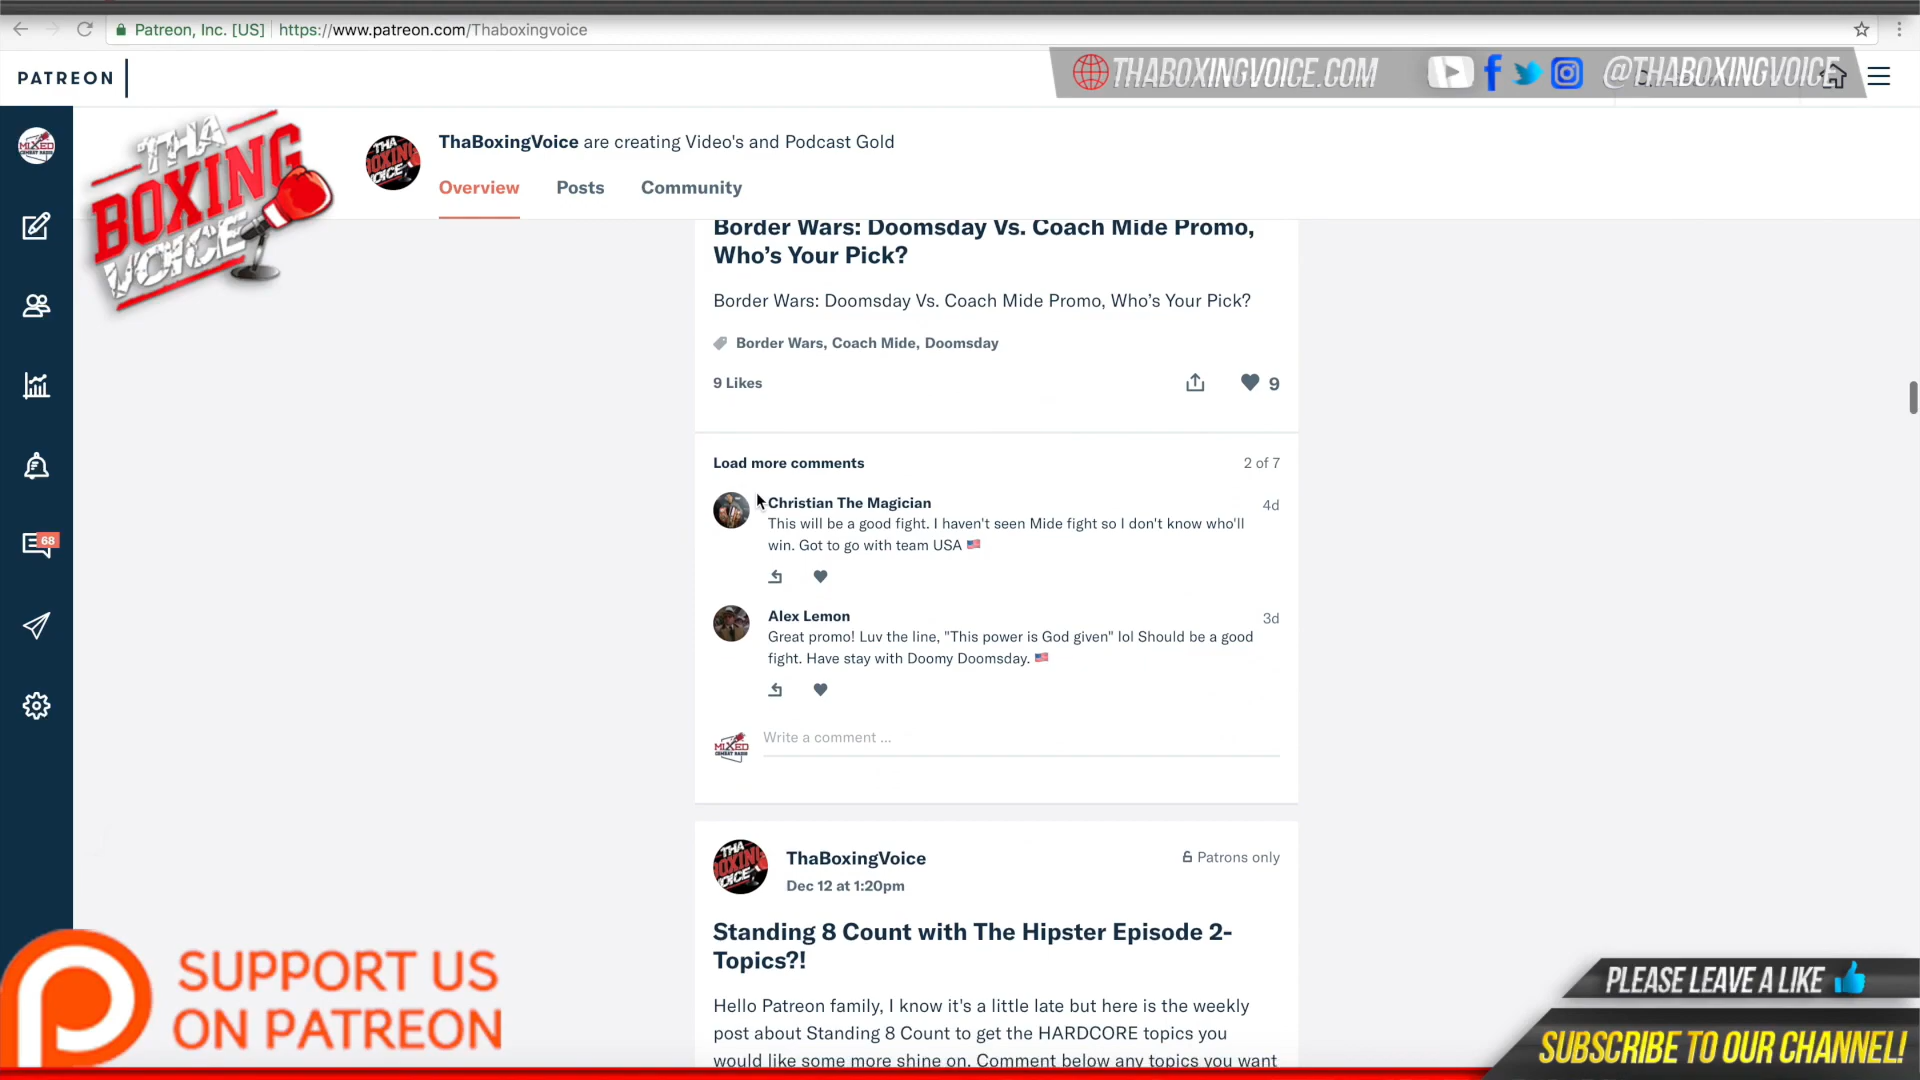 Patreon, Inc. [US] | https://www.patreon.com/Thaboxingvoice
PATREON
THABOXINGVOICE.COM
@THABOXINGVOICE
THA BOXING VOICE
MIXED
ThaBoxingVoice are creating Video's and Podcast Gold
Overview Posts Community
Border Wars: Doomsday Vs. Coach Mide Promo,
Who's Your Pick?
Border Wars: Doomsday Vs. Coach Mide Promo, Who's Your Pick?
Border Wars, Coach Mide, Doomsday
9 Likes
9
Load more comments
2 of 7
Christian The Magician
4d
This will be a good fight. I haven't seen Mide fight so I don't know who'll
win. Got to go with team USA 🇺🇸
Alex Lemon
3d
Great promo! Luv the line, "This power is God given" lol Should be a good
fight. Have stay with Doomy Doomsday. 🇺🇸
68
MIXED
COMBAT RADIO
Write a comment ...
THA
BOXING
VOICE
ThaBoxingVoice
Patrons only
Dec 12 at 1:20pm
Standing 8 Count with The Hipster Episode 2-
Topics?!
Hello Patreon family, I know it's a little late but here is the weekly
post about Standing 8 Count to get the HARDCORE topics you
would like some more shine on. Comment below any topics you want
SUPPORT US
ON PATREON
PLEASE LEAVE A LIKE
SUBSCRIBE TO OUR CHANNEL!